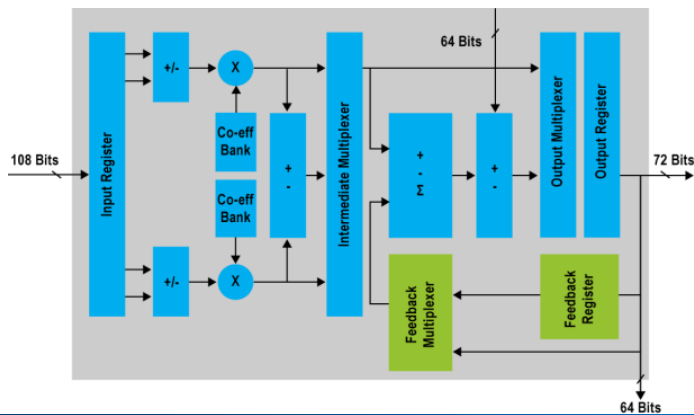 64 Bits
108 Bits
Input Register
+/-
X
Co-eff
Bank
Co-eff
Bank
+/-
X
+
-
Intermediate Multiplexer
+
-
Σ
+
-
Output Multiplexer
Output Register
72 Bits
Feedback
Multiplexer
Feedback
Register
64 Bits